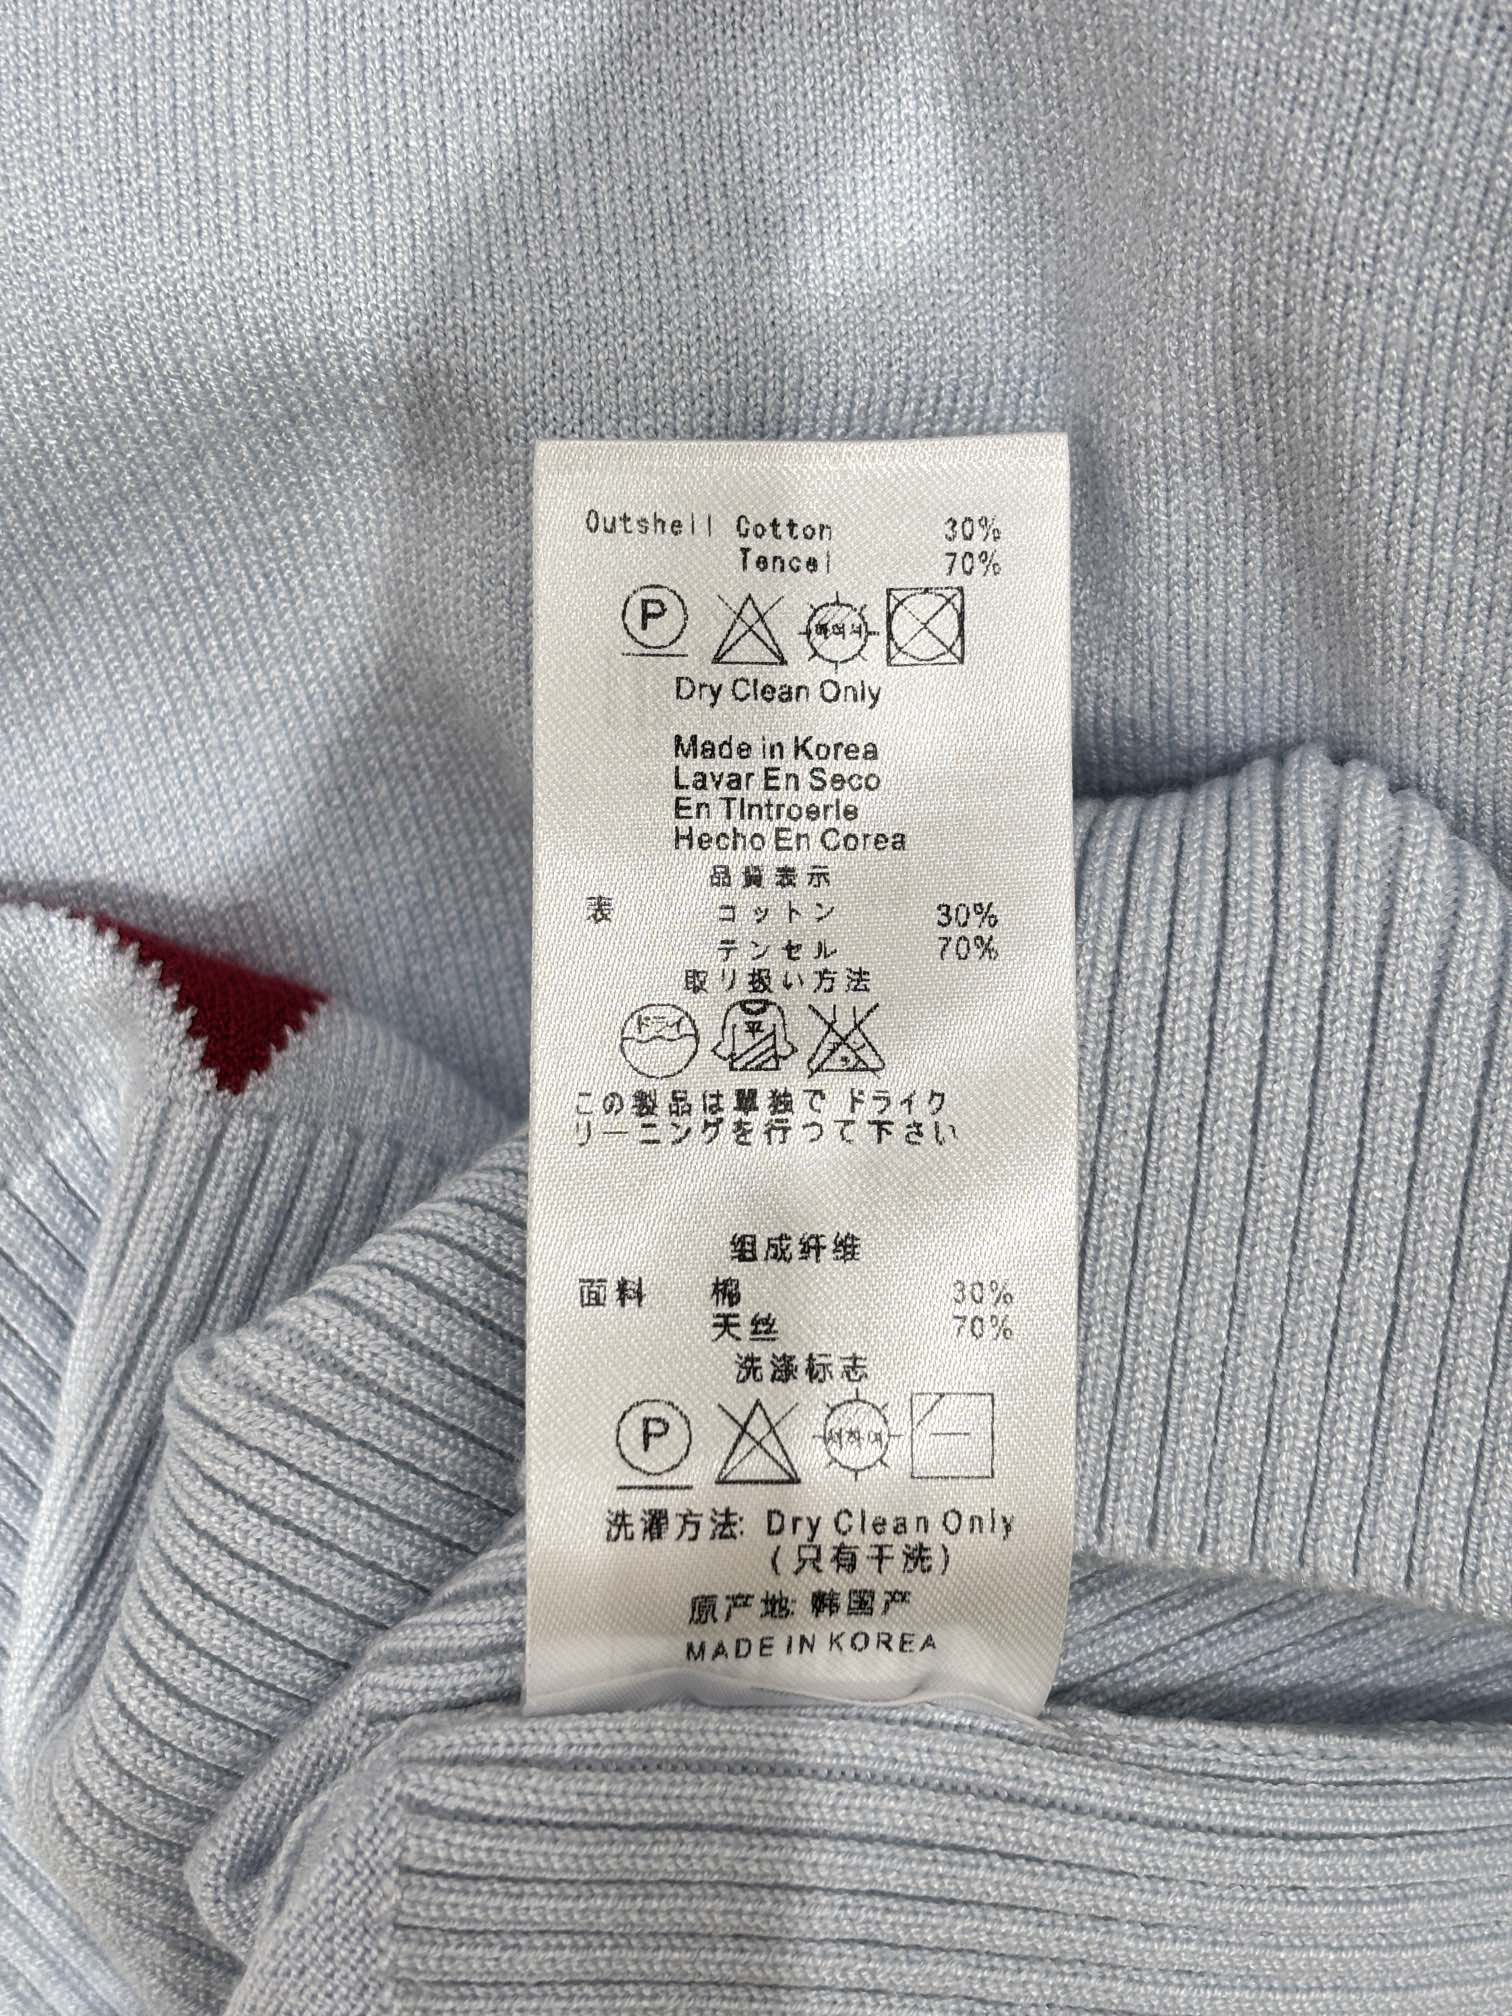 Outshell Cotton 30%
Tencel 70%
P
Dry Clean Only
Made in Korea
Lavar En Seco
En TIntroerle
Hecho En Corea
品質表示
表 コットン 30%
テンセル 70%
取り扱い方法
ドライ 平
この製品は單独で ドライク
リーニングを行つて下さい
组成纤维
面料 棉 30%
天丝 70%
洗涤标志
P
洗濯方法: Dry Clean Only
(只有干洗)
原产地: 韩国产
MADE IN KOREA